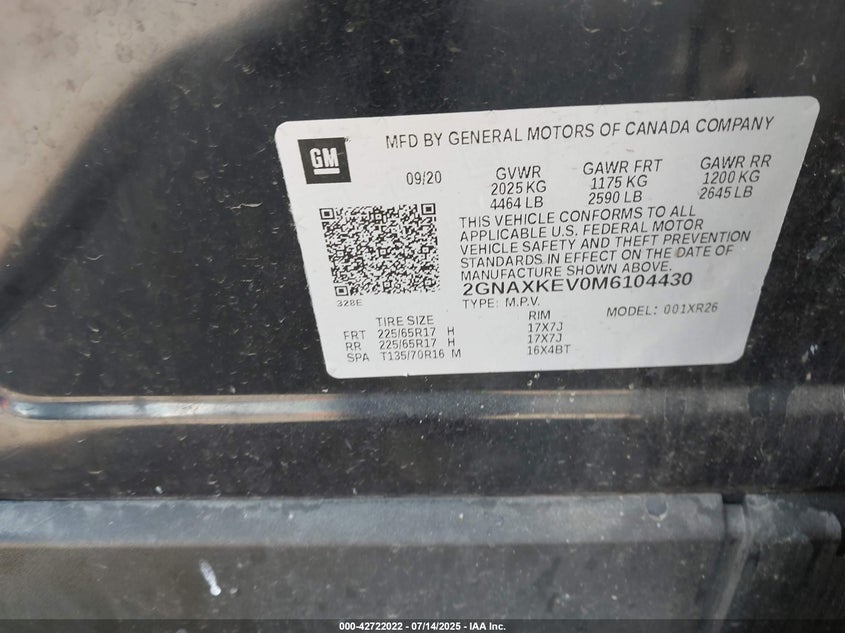 GM
MFD BY GENERAL MOTORS OF CANADA COMPANY
09/20 GVWR GAWR FRT GAWR RR
2025 KG 1175 KG 1200 KG
4464 LB 2590 LB 2645 LB
THIS VEHICLE CONFORMS TO ALL
APPLICABLE U.S. FEDERAL MOTOR
VEHICLE SAFETY AND THEFT PREVENTION
STANDARDS IN EFFECT ON THE DATE OF
MANUFACTURE SHOWN ABOVE.
2GNAXKEV0M6104430
328E
TYPE: M.P.V. MODEL: 001XR26
TIRE SIZE RIM
FRT 225/65R17 H 17X7J
RR 225/65R17 H 17X7J
SPA T135/70R16 M 16X4BT
000-42722022 - 07/14/2025 - IAA Inc.